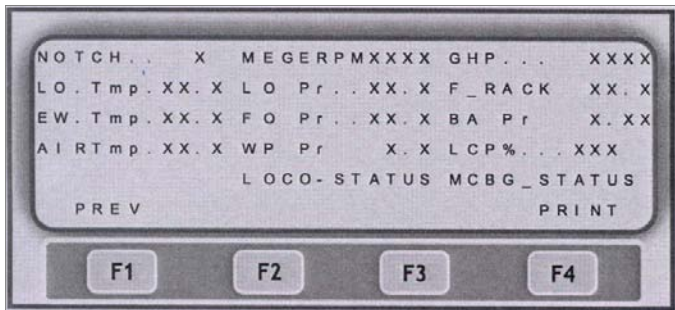 NOTCH.. X MEGERPMXXXX GHP... XXXX
LO.Tmp.XX.X LO Pr..XX.X F_RACK XX.X
EW.Tmp.XX.X FO Pr..XX.X BA Pr X.XX
AIRTmp.XX.X WP Pr X.X LCP%...XXX
LOCO-STATUS MCBG_STATUS
PREV PRINT
F1 F2 F3 F4